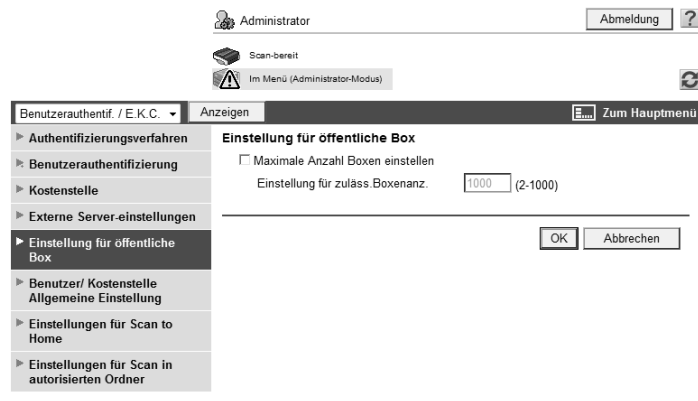 Administrator
Abmeldung
?
Scan-bereit
Im Menü (Administrator-Modus)
Benutzerauthentif. / E.K.C.
Anzeigen
Zum Hauptmenü
Authentifizierungsverfahren
Benutzerauthentifizierung
Kostenstelle
Externe Server-einstellungen
Einstellung für öffentliche
Box
Benutzer/ Kostenstelle
Allgemeine Einstellung
Einstellungen für Scan to
Home
Einstellungen für Scan in
autorisierten Ordner
Einstellung für öffentliche Box
Maximale Anzahl Boxen einstellen
Einstellung für zuläss.Boxenanz. 1000 (2-1000)
OK Abbrechen